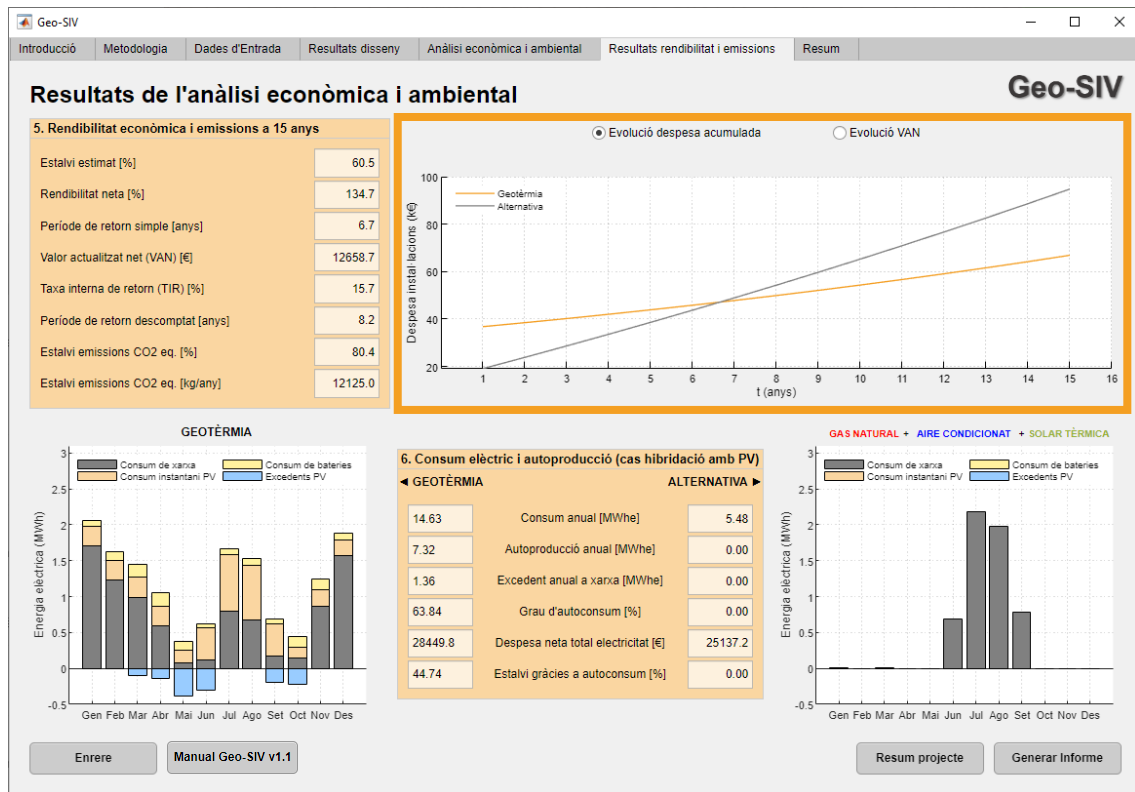 Geo-SIV
Introducció
Metodologia
Dades d'Entrada
Resultats disseny
Anàlisi econòmica i ambiental
Resultats rendibilitat i emissions
Resum
Resultats de l'anàlisi econòmica i ambiental
Geo-SIV
5. Rendibilitat econòmica i emissions a 15 anys
Estalvi estimat [%] 60.5
Rendibilitat neta [%] 134.7
Període de retorn simple [anys] 6.7
Valor actualitzat net (VAN) [€] 12658.7
Taxa interna de retorn (TIR) [%] 15.7
Període de retorn descomptat [anys] 8.2
Estalvi emissions CO2 eq. [%] 80.4
Estalvi emissions CO2 eq. [kg/any] 12125.0
Evolució despesa acumulada
Evolució VAN
Despesa instal·lacions (k€)
100
80
60
40
20
Geotèrmia
Alternativa
1 2 3 4 5 6 7 8 9 10 11 12 13 14 15 16
t (anys)
GEOTÈRMIA
Energia elèctrica (MWh)
3
2.5
2
1.5
1
0.5
0
-0.5
Consum de xarxa
Consum de bateries
Consum instantani PV
Excedents PV
Gen Feb Mar Abr Mai Jun Jul Ago Set Oct Nov Des
6. Consum elèctric i autoproducció (cas hibridació amb PV)
◄ GEOTÈRMIA
ALTERNATIVA ►
14.63 Consum anual [MWhe] 5.48
7.32 Autoproducció anual [MWhe] 0.00
1.36 Excedent anual a xarxa [MWhe] 0.00
63.84 Grau d'autoconsum [%] 0.00
28449.8 Despesa neta total electricitat [€] 25137.2
44.74 Estalvi gràcies a autoconsum [%] 0.00
GAS NATURAL + AIRE CONDICIONAT + SOLAR TÈRMICA
Energia elèctrica (MWh)
3
2.5
2
1.5
1
0.5
0
-0.5
Consum de xarxa
Consum de bateries
Consum instantani PV
Excedents PV
Gen Feb Mar Abr Mai Jun Jul Ago Set Oct Nov Des
Enrere
Manual Geo-SIV v1.1
Resum projecte
Generar Informe